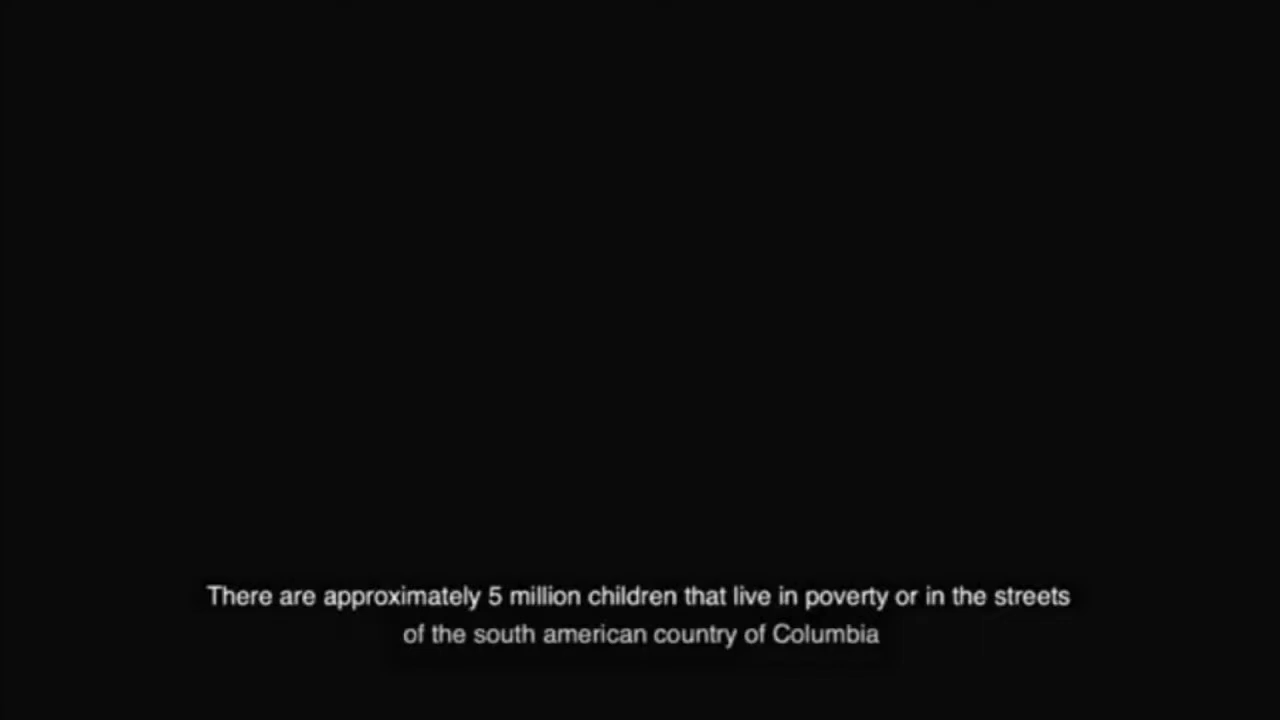 There are approximately 5 million children that live in poverty or in the streets
of the south american country of Columbia